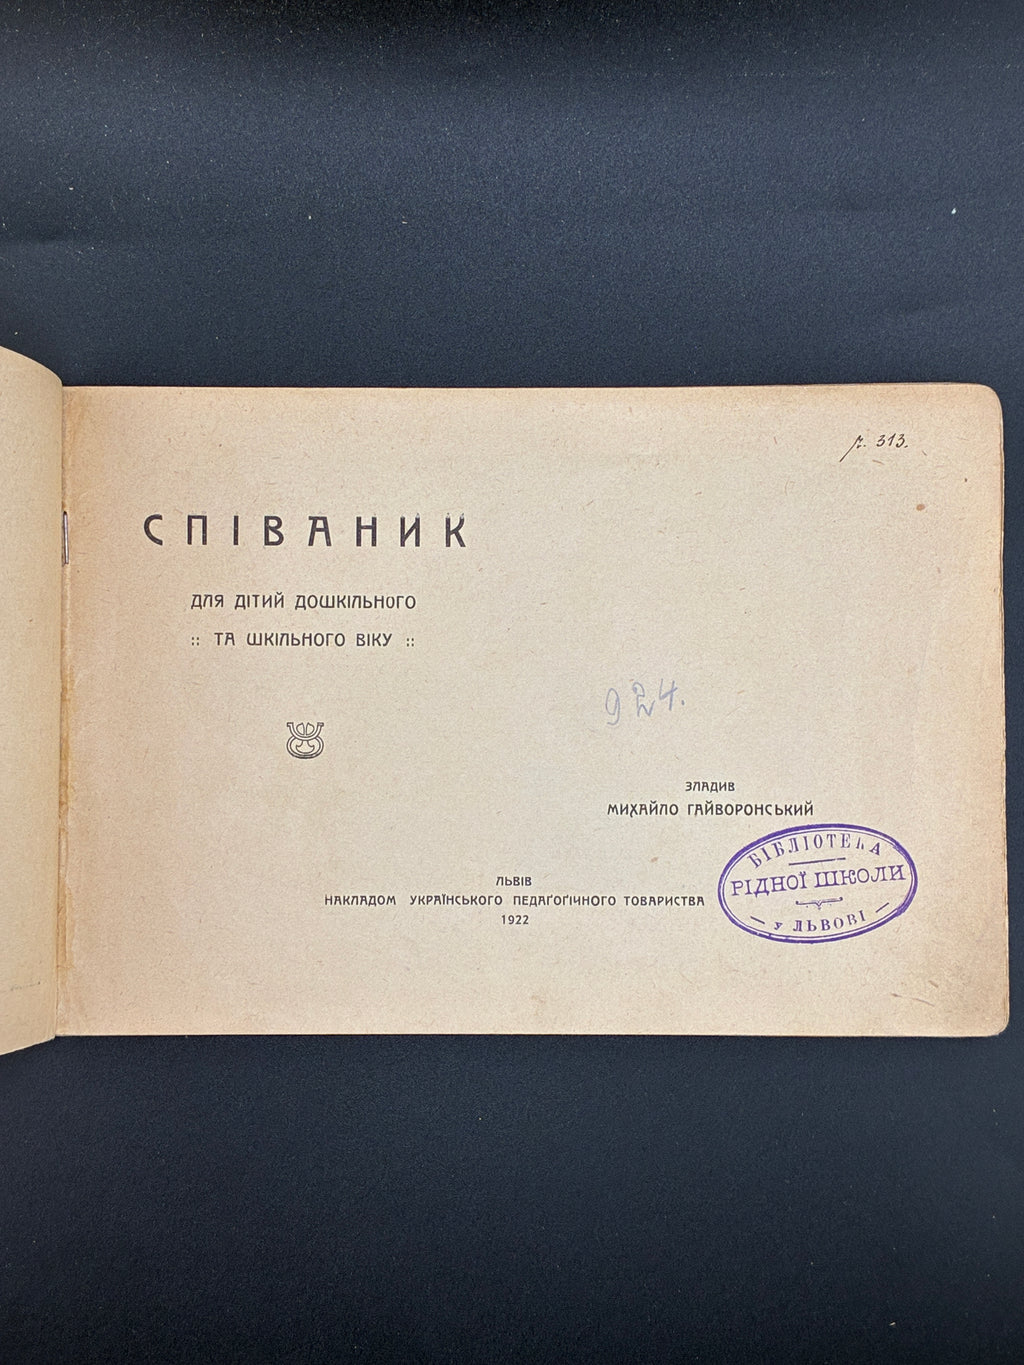 л. 313.
СПІВАНИК
ДЛЯ ДІТИЙ ДОШКІЛЬНОГО
:: ТА ШКІЛЬНОГО ВІКУ ::
924.
ЗЛАДИВ
МИХАЙЛО ГАЙВОРОНСЬКИЙ
БІБЛІОТЕКА
РІДНОЇ ШКОЛИ
— У ЛЬВОВІ —
ЛЬВІВ
НАКЛАДОМ УКРАЇНСЬКОГО ПЕДАҐОҐІЧНОГО ТОВАРИСТВА
1922